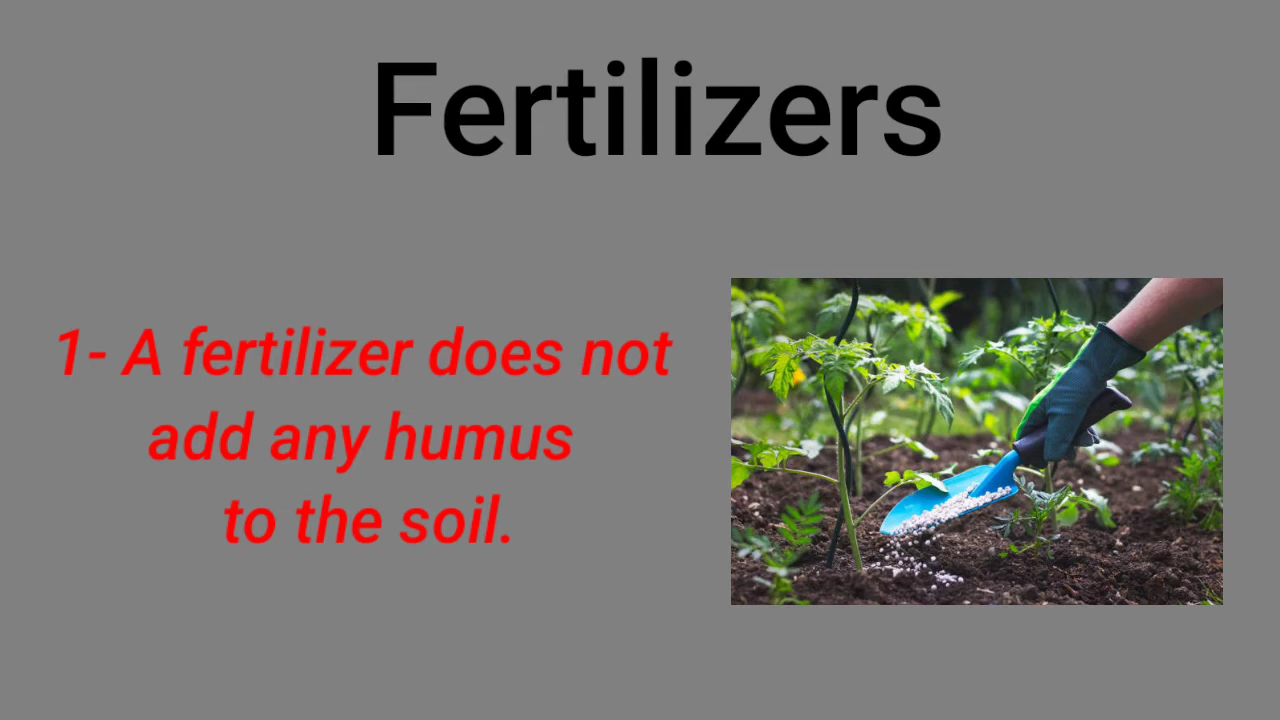 Fertilizers
1- A fertilizer does not
add any humus
to the soil.